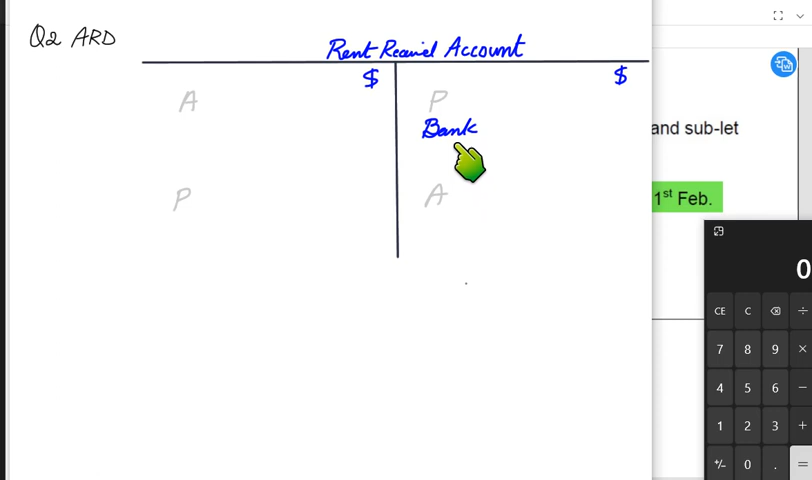 Q2 ARD
Rent Received Account
$ $
A P
Bank
and sub-let
P A
1st Feb.
0
CE C ÷
7 8 9 ×
4 5 6 −
1 2 3 +
+/− 0 . =